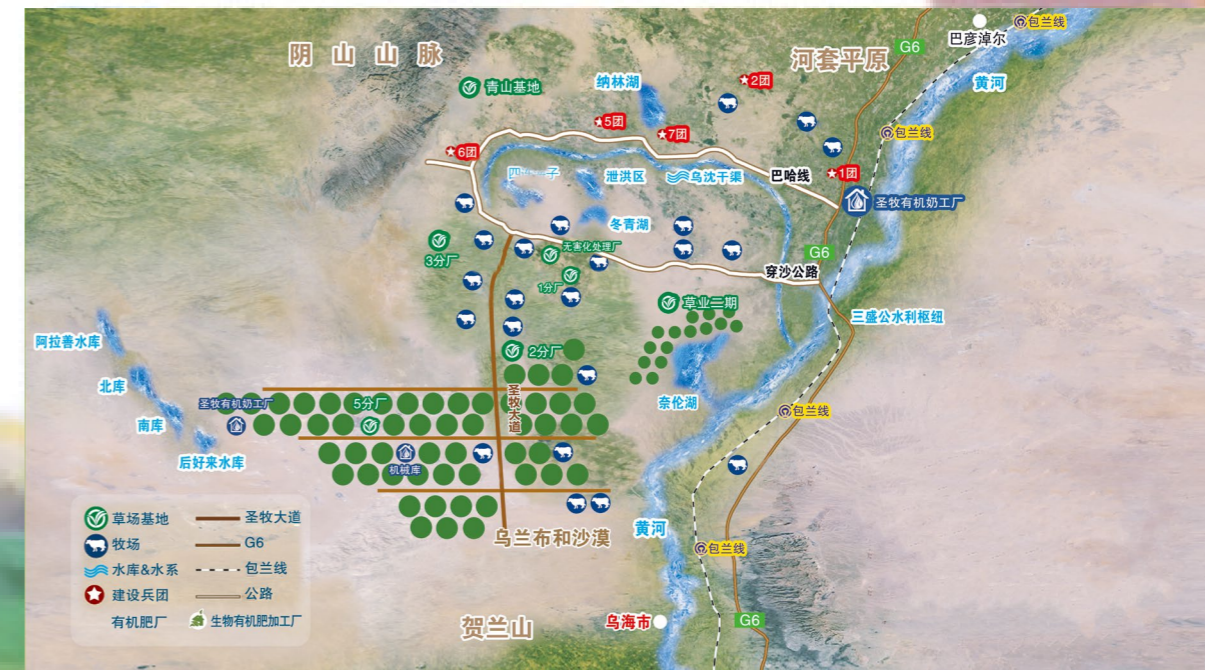 阴山山脉
河套平原
G6
巴彦淖尔
包兰线
黄河
青山基地
纳林湖
2团
5团
7团
包兰线
6团
泄洪区
乌沈干渠
巴哈线
1团
圣牧有机奶工厂
冬青湖
3分厂
无害化处理厂
G6
穿沙公路
1分厂
草业二期
三盛公水利枢纽
阿拉善水库
2分厂
北库
圣牧大道
奈伦湖
圣牧有机奶工厂
5分厂
包兰线
南库
后好来水库
机械库
乌兰布和沙漠
黄河
包兰线
草场基地
圣牧大道
牧场
G6
水库&水系
包兰线
建设兵团
公路
有机肥厂
生物有机肥加工厂
贺兰山
乌海市
G6